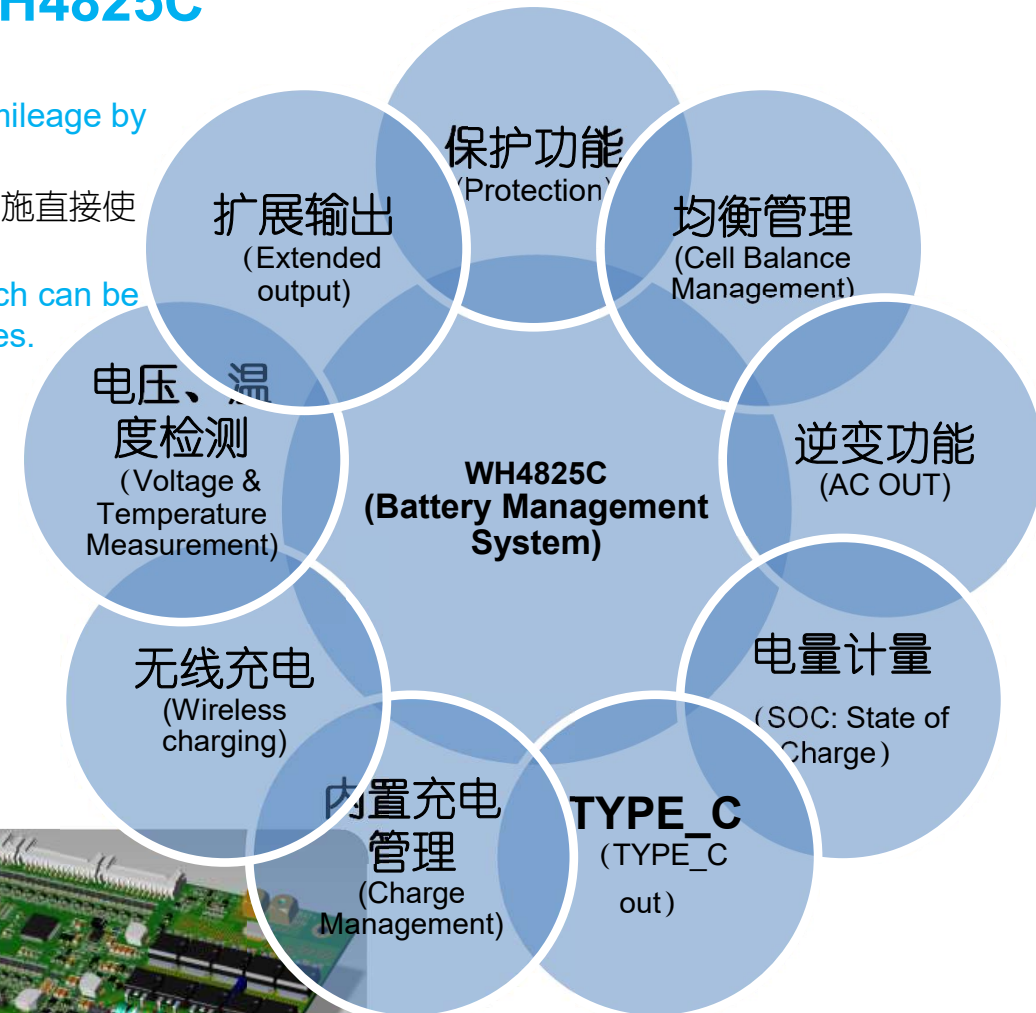 H4825C
mileage by
施直接使
ch can be
es.
保护功能
(Protection)
均衡管理
(Cell Balance
Management)
逆变功能
(AC OUT)
电量计量
(SOC: State of
Charge)
TYPE_C
(TYPE_C
out)
内置充电
管理
(Charge
Management)
无线充电
(Wireless
charging)
电压、温
度检测
(Voltage &
Temperature
Measurement)
扩展输出
(Extended
output)
WH4825C
(Battery Management
System)